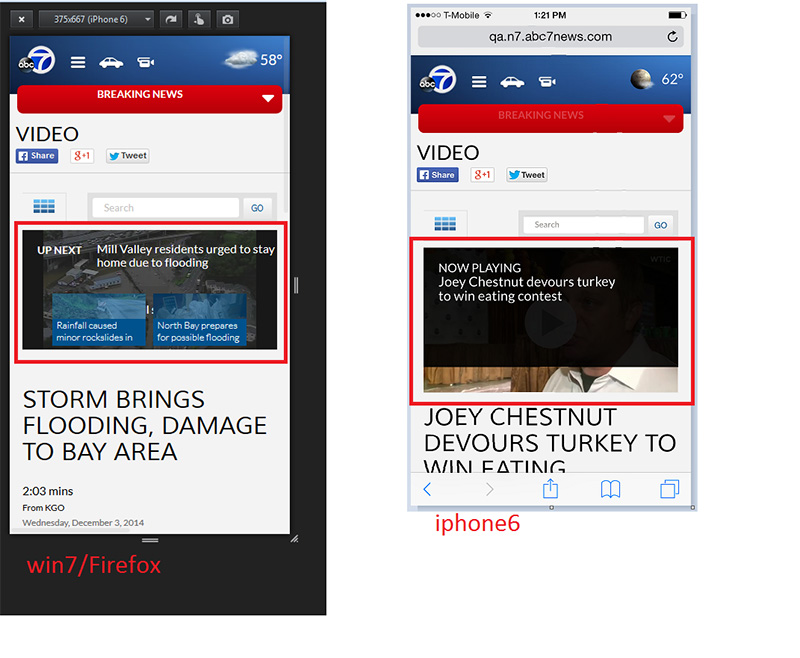 375x667 (iPhone 6)
abc 7
58°
BREAKING NEWS
VIDEO
Share
g+1
Tweet
Search
GO
UP NEXT
Mill Valley residents urged to stay
home due to flooding
Rainfall caused
minor rockslides in
North Bay prepares
for possible flooding
STORM BRINGS
FLOODING, DAMAGE
TO BAY AREA
2:03 mins
From KGO
Wednesday, December 3, 2014
win7/Firefox
T-Mobile
1:21 PM
qa.n7.abc7news.com
abc 7
62°
BREAKING NEWS
VIDEO
Share
g+1
Tweet
Search
GO
WTIC
NOW PLAYING
Joey Chestnut devours turkey
to win eating contest
JOEY CHESTNUT
DEVOURS TURKEY TO
WIN EATING
iphone6